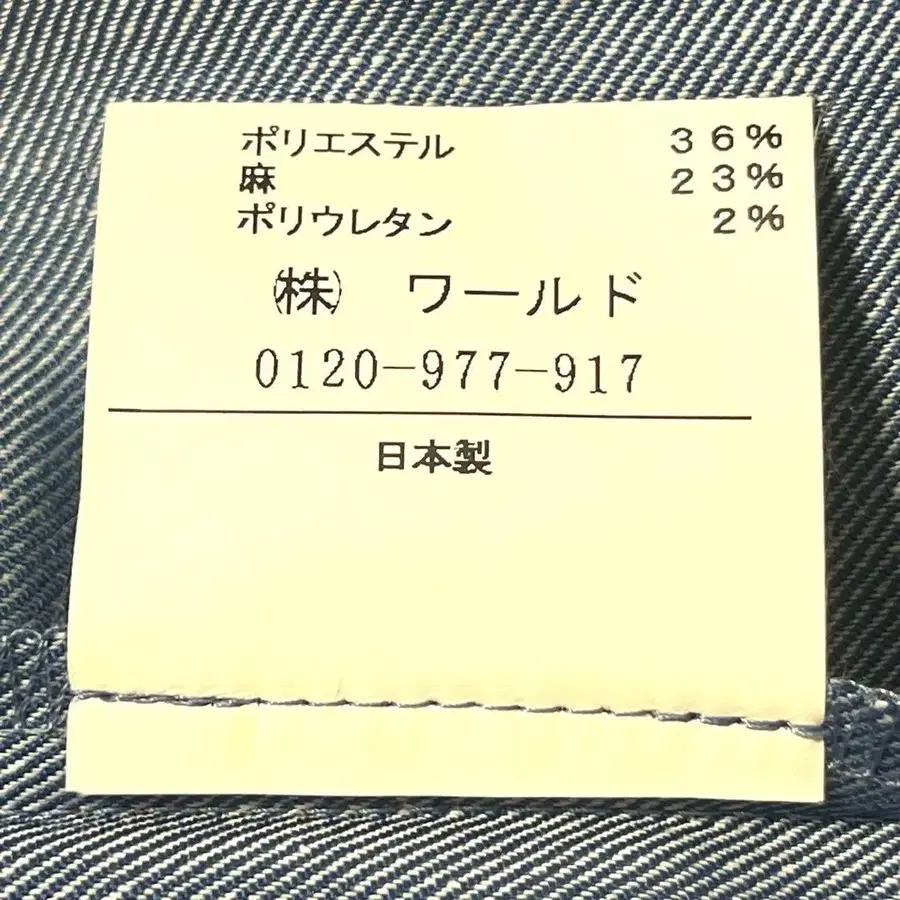 ポリエステル 36%
麻 23%
ポリウレタン 2%
㈱ ワールド
0120-977-917
日本製